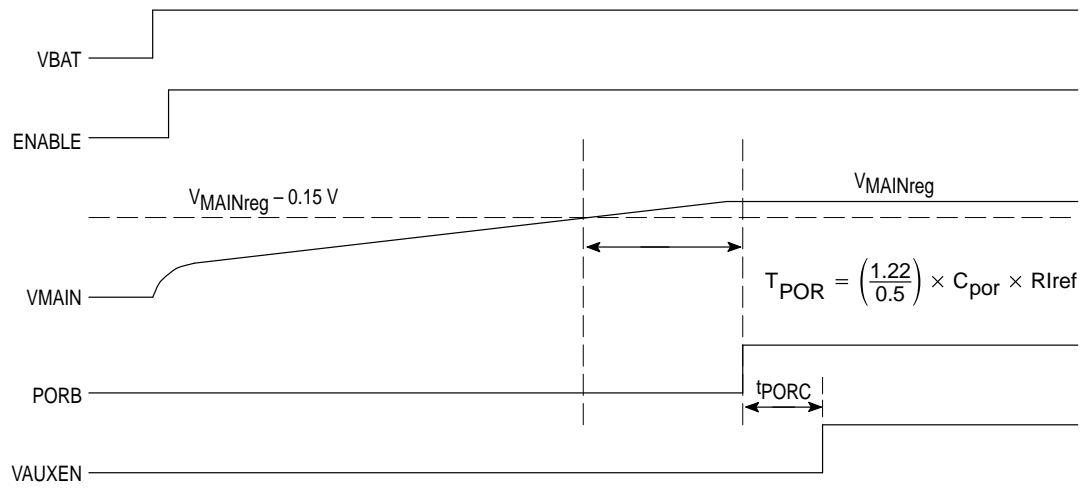 VBAT
ENABLE
VMAINreg – 0.15 V
VMAINreg
VMAIN
TPOR = (1.22/0.5) × Cpor × RIref
PORB
tPORC
VAUXEN